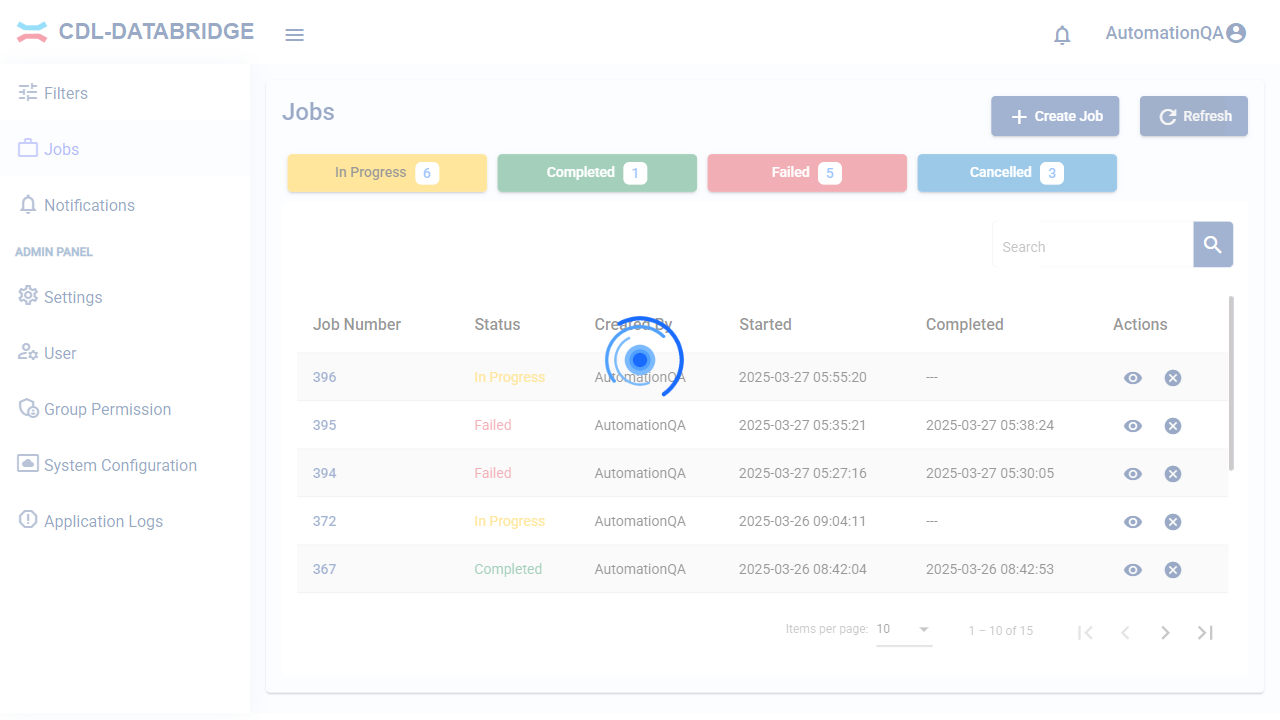 CDL-DATABRIDGE
AutomationQA
Filters
Jobs
Notifications
ADMIN PANEL
Settings
User
Group Permission
System Configuration
Application Logs
Jobs
Create Job
Refresh
In Progress 6
Completed 1
Failed 5
Cancelled 3
Search
Job Number Status Created By Started Completed Actions
396 In Progress AutomationQA 2025-03-27 05:55:20 ---
395 Failed AutomationQA 2025-03-27 05:35:21 2025-03-27 05:38:24
394 Failed AutomationQA 2025-03-27 05:27:16 2025-03-27 05:30:05
372 In Progress AutomationQA 2025-03-26 09:04:11 ---
367 Completed AutomationQA 2025-03-26 08:42:04 2025-03-26 08:42:53
Items per page: 10 1 – 10 of 15